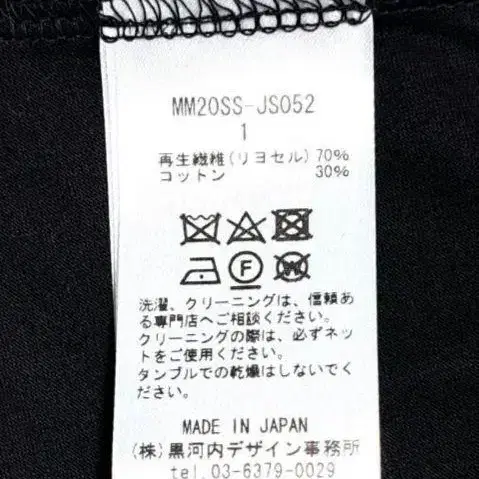 MM20SS-JS052
1
再生繊維(リヨセル) 70%
コットン 30%
F
W
洗濯、クリーニングは、信頼あ
る専門店へご相談ください。
クリーニングの際は、必ずネッ
トをご使用ください。
タンブルでの乾燥はしないでく
ださい。
MADE IN JAPAN
(株)黒河内デザイン事務所
tel.03-6379-0029